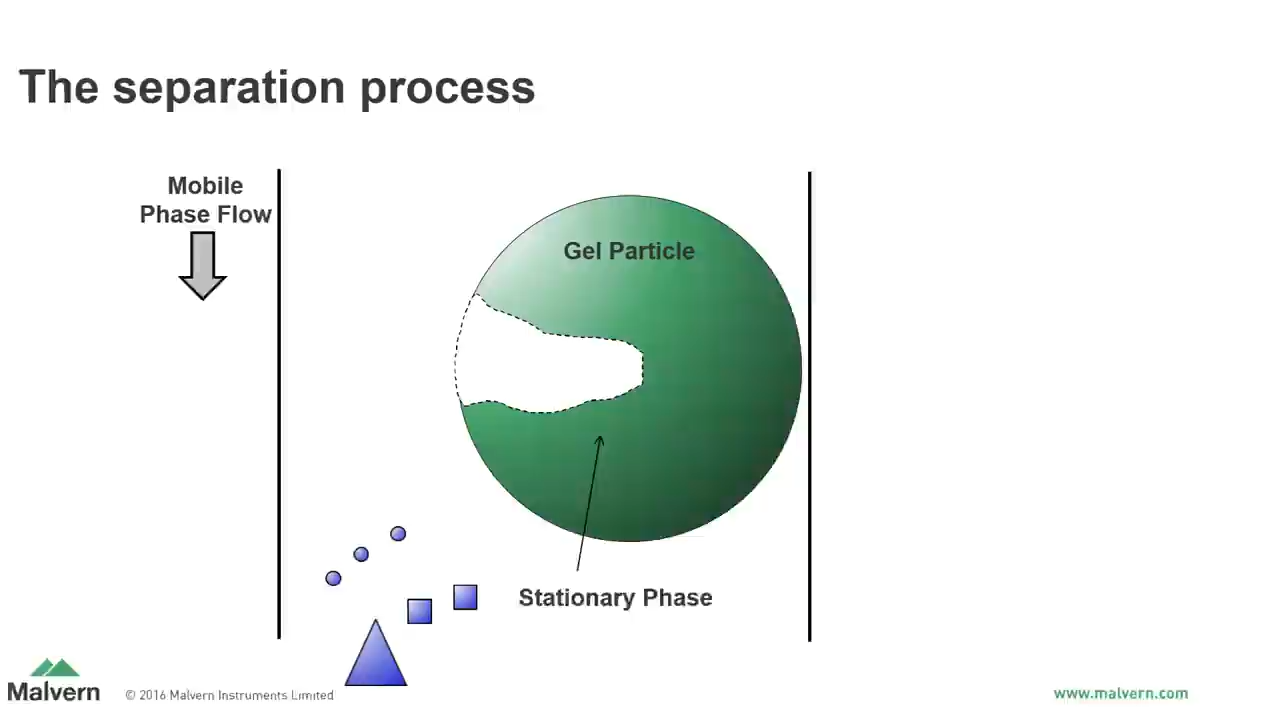 The separation process
Mobile
Phase Flow
Gel Particle
Stationary Phase
Malvern
© 2016 Malvern Instruments Limited
www.malvern.com